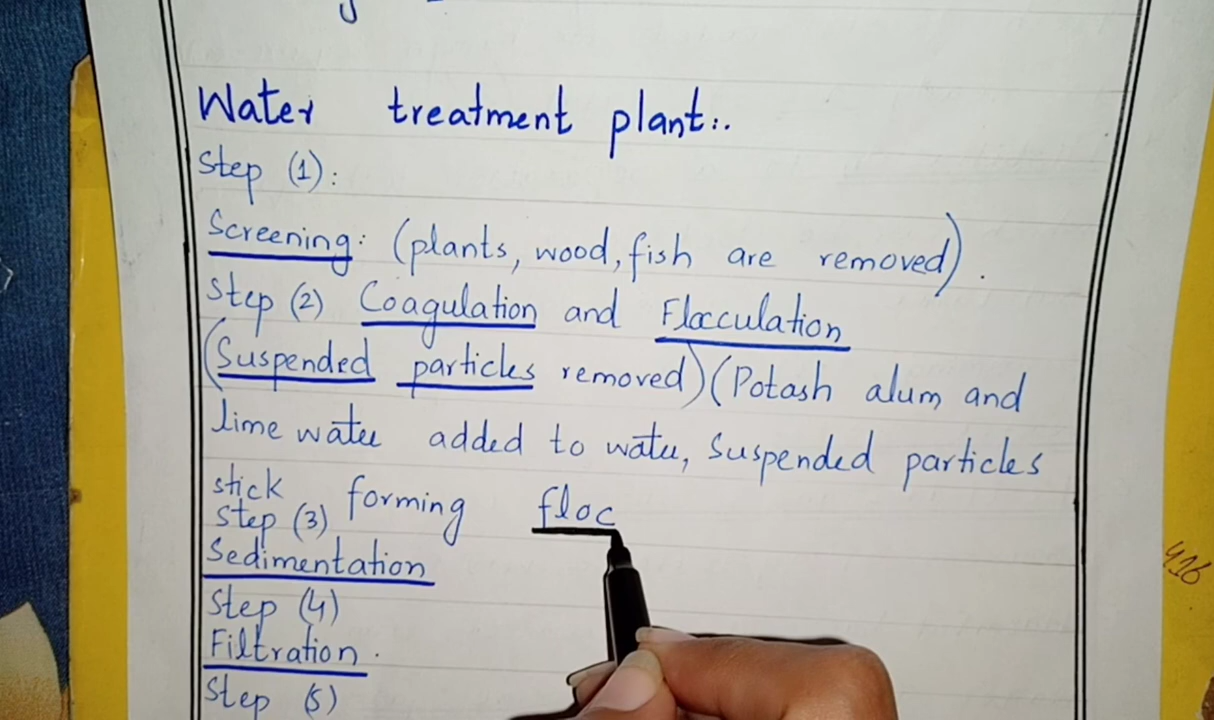 Water treatment plant:.
Step (1):
Screening: (plants, wood, fish are removed).
Step (2) Coagulation and Flocculation
(Suspended particles removed) (Potash alum and
lime water added to water, Suspended particles
stick forming floc
Step (3)
Sedimentation
Step (4)
Filtration.
Step (5)
416